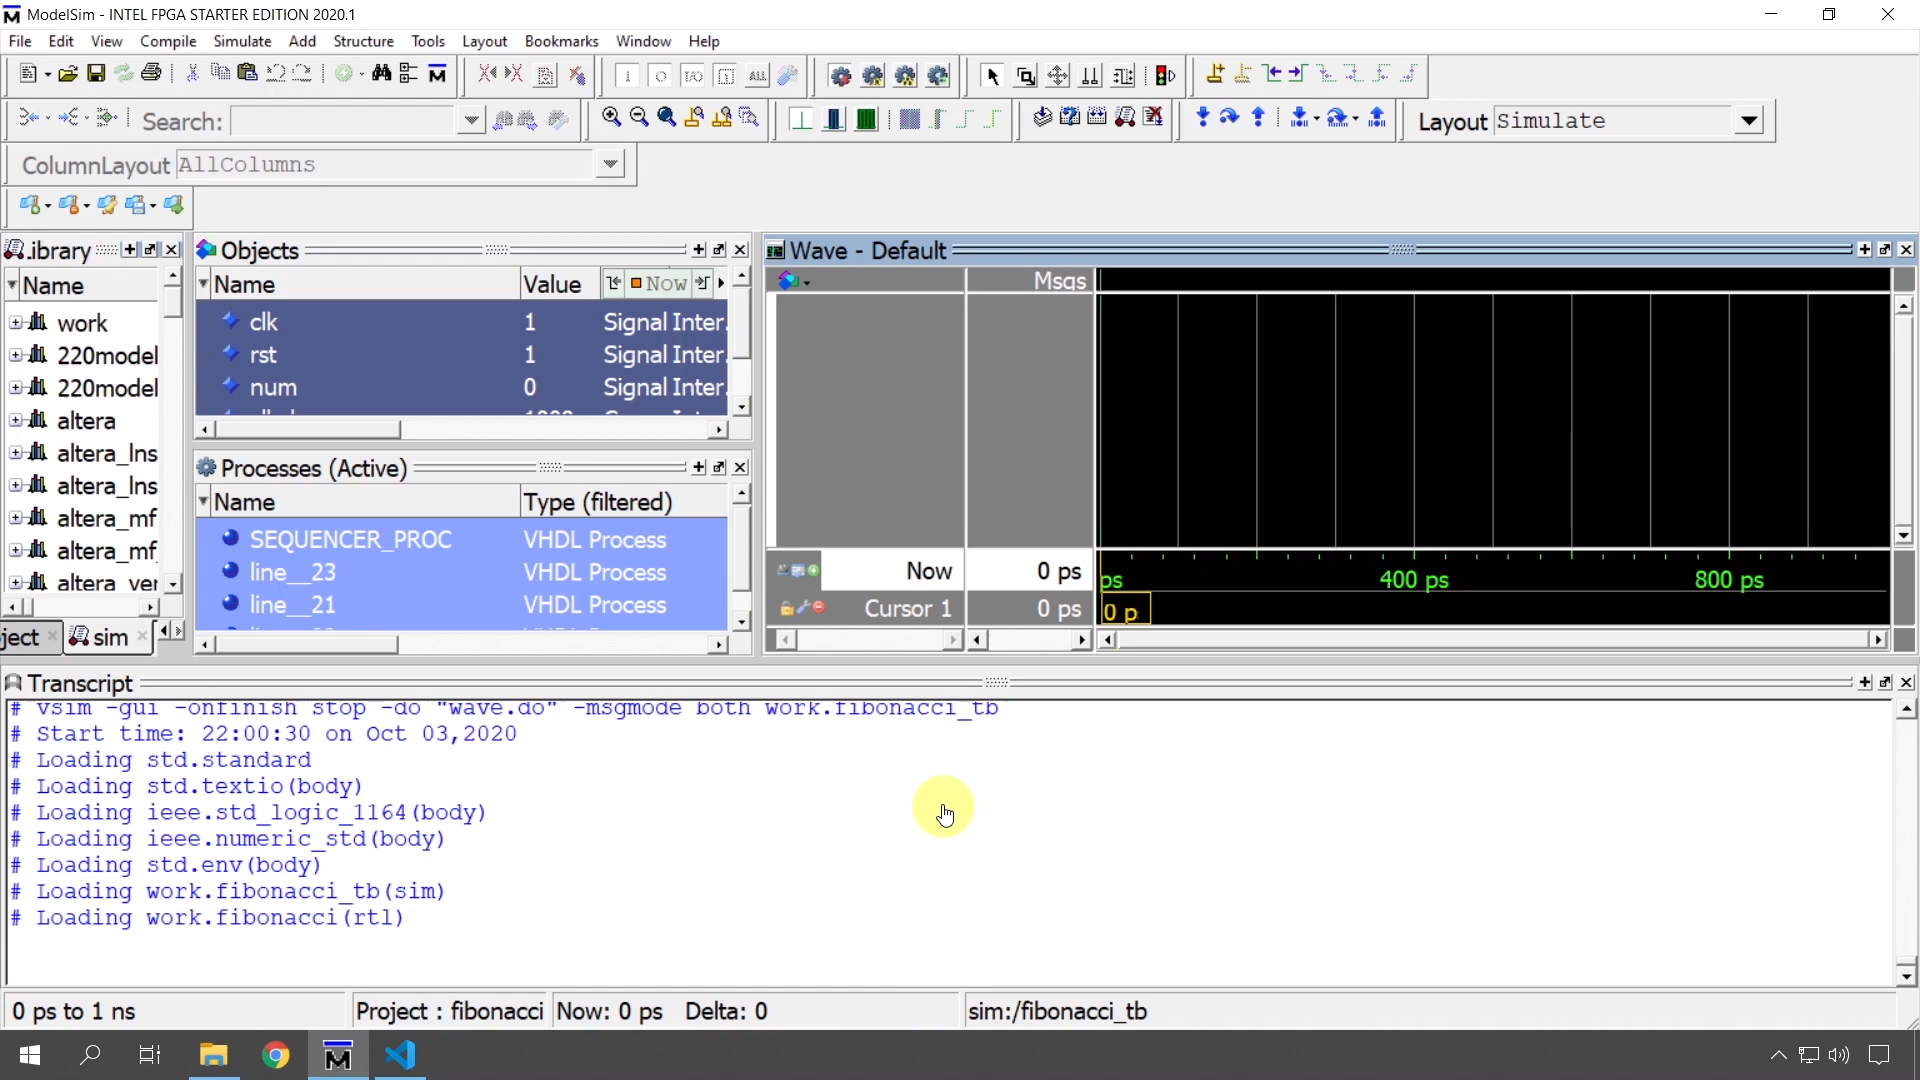 ModelSim - INTEL FPGA STARTER EDITION 2020.1
File Edit View Compile Simulate Add Structure Tools Layout Bookmarks Window Help
Search:
Layout Simulate
ColumnLayout AllColumns
ibrary
Name
work
220model
220model
altera
altera_lns
altera_lns
altera_mf
altera_mf
altera_ver
ject sim
Objects
Name Value Now
clk 1 Signal Inter
rst 1 Signal Inter
num 0 Signal Inter
Processes (Active)
Name Type (filtered)
SEQUENCER_PROC VHDL Process
line__23 VHDL Process
line__21 VHDL Process
Wave - Default
Msgs
Now 0 ps
ps 400 ps 800 ps
Cursor 1 0 ps
0 p
Transcript
# vsim -gui -onfinish stop -do "wave.do" -msgmode both work.fibonacci_tb
# Start time: 22:00:30 on Oct 03,2020
# Loading std.standard
# Loading std.textio(body)
# Loading ieee.std_logic_1164(body)
# Loading ieee.numeric_std(body)
# Loading std.env(body)
# Loading work.fibonacci_tb(sim)
# Loading work.fibonacci(rtl)
0 ps to 1 ns Project : fibonacci Now: 0 ps Delta: 0 sim:/fibonacci_tb